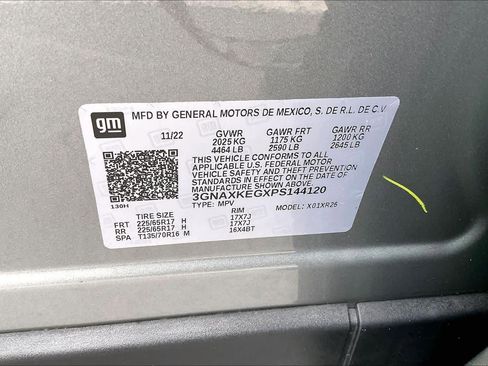 gm
MFD BY GENERAL MOTORS DE MEXICO, S. DE R.L. DE C.V
11/22 GVWR GAWR FRT GAWR RR
2025 KG 1175 KG 1200 KG
4464 LB 2590 LB 2645 LB
THIS VEHICLE CONFORMS TO ALL APPLICABLE
U.S. FEDERAL MOTOR
VEHICLE SAFETY AND THEFT PREVENTION
STANDARDS IN EFFECT ON THE DATE OF
MANUFACTURE SHOWN ABOVE.
3GNAXKEGXPS144120
130H TYPE: MPV MODEL: X01XR26
TIRE SIZE RIM
FRT 225/65R17 H 17X7J
RR 225/65R17 H 17X7J
SPA T135/70R16 M 16X4BT